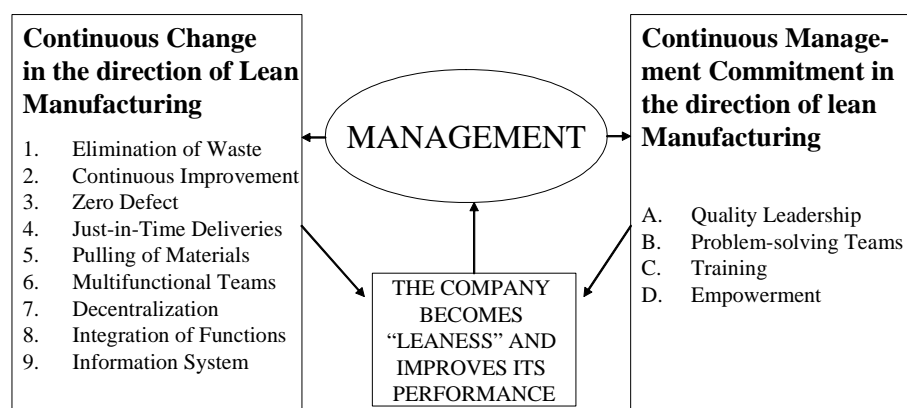 Continuous Change
in the direction of Lean
Manufacturing
1. Elimination of Waste
2. Continuous Improvement
3. Zero Defect
4. Just-in-Time Deliveries
5. Pulling of Materials
6. Multifunctional Teams
7. Decentralization
8. Integration of Functions
9. Information System
MANAGEMENT
THE COMPANY
BECOMES
“LEANESS” AND
IMPROVES ITS
PERFORMANCE
Continuous Manage-
ment Commitment in
the direction of lean
Manufacturing
A. Quality Leadership
B. Problem-solving Teams
C. Training
D. Empowerment